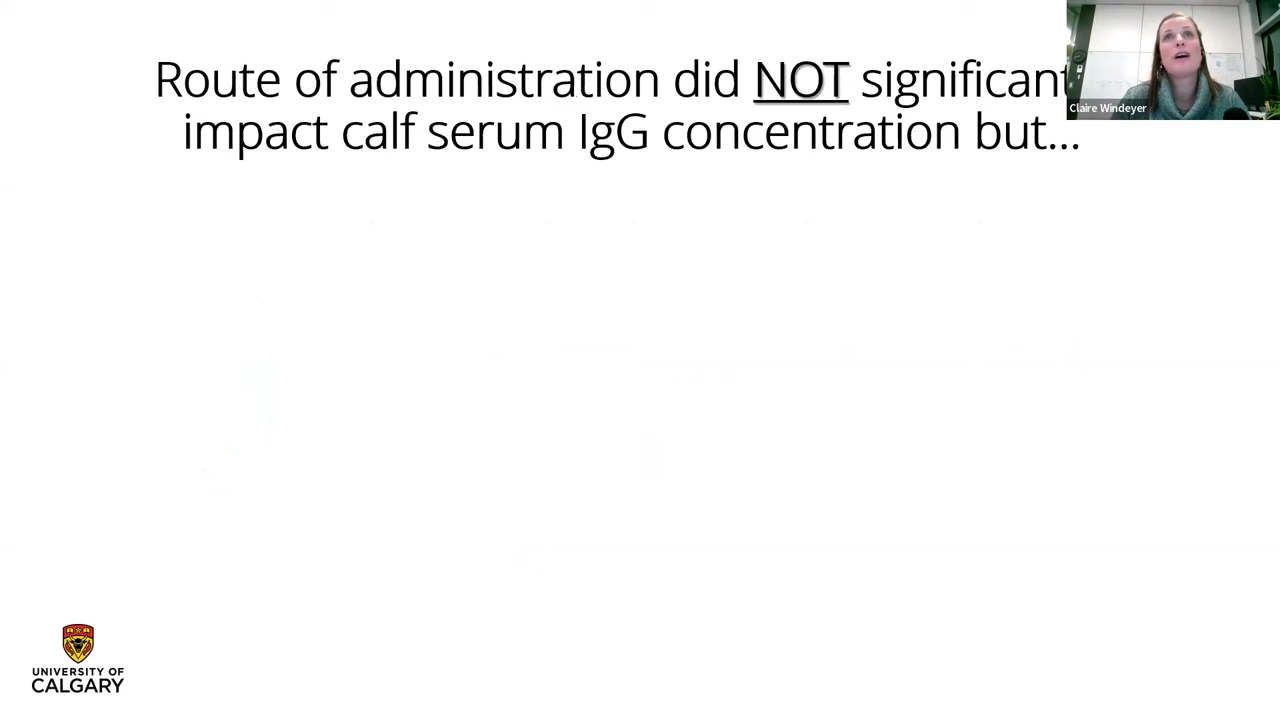 Route of administration did NOT significant
impact calf serum IgG concentration but...
Claire Windeyer
UNIVERSITY OF
CALGARY